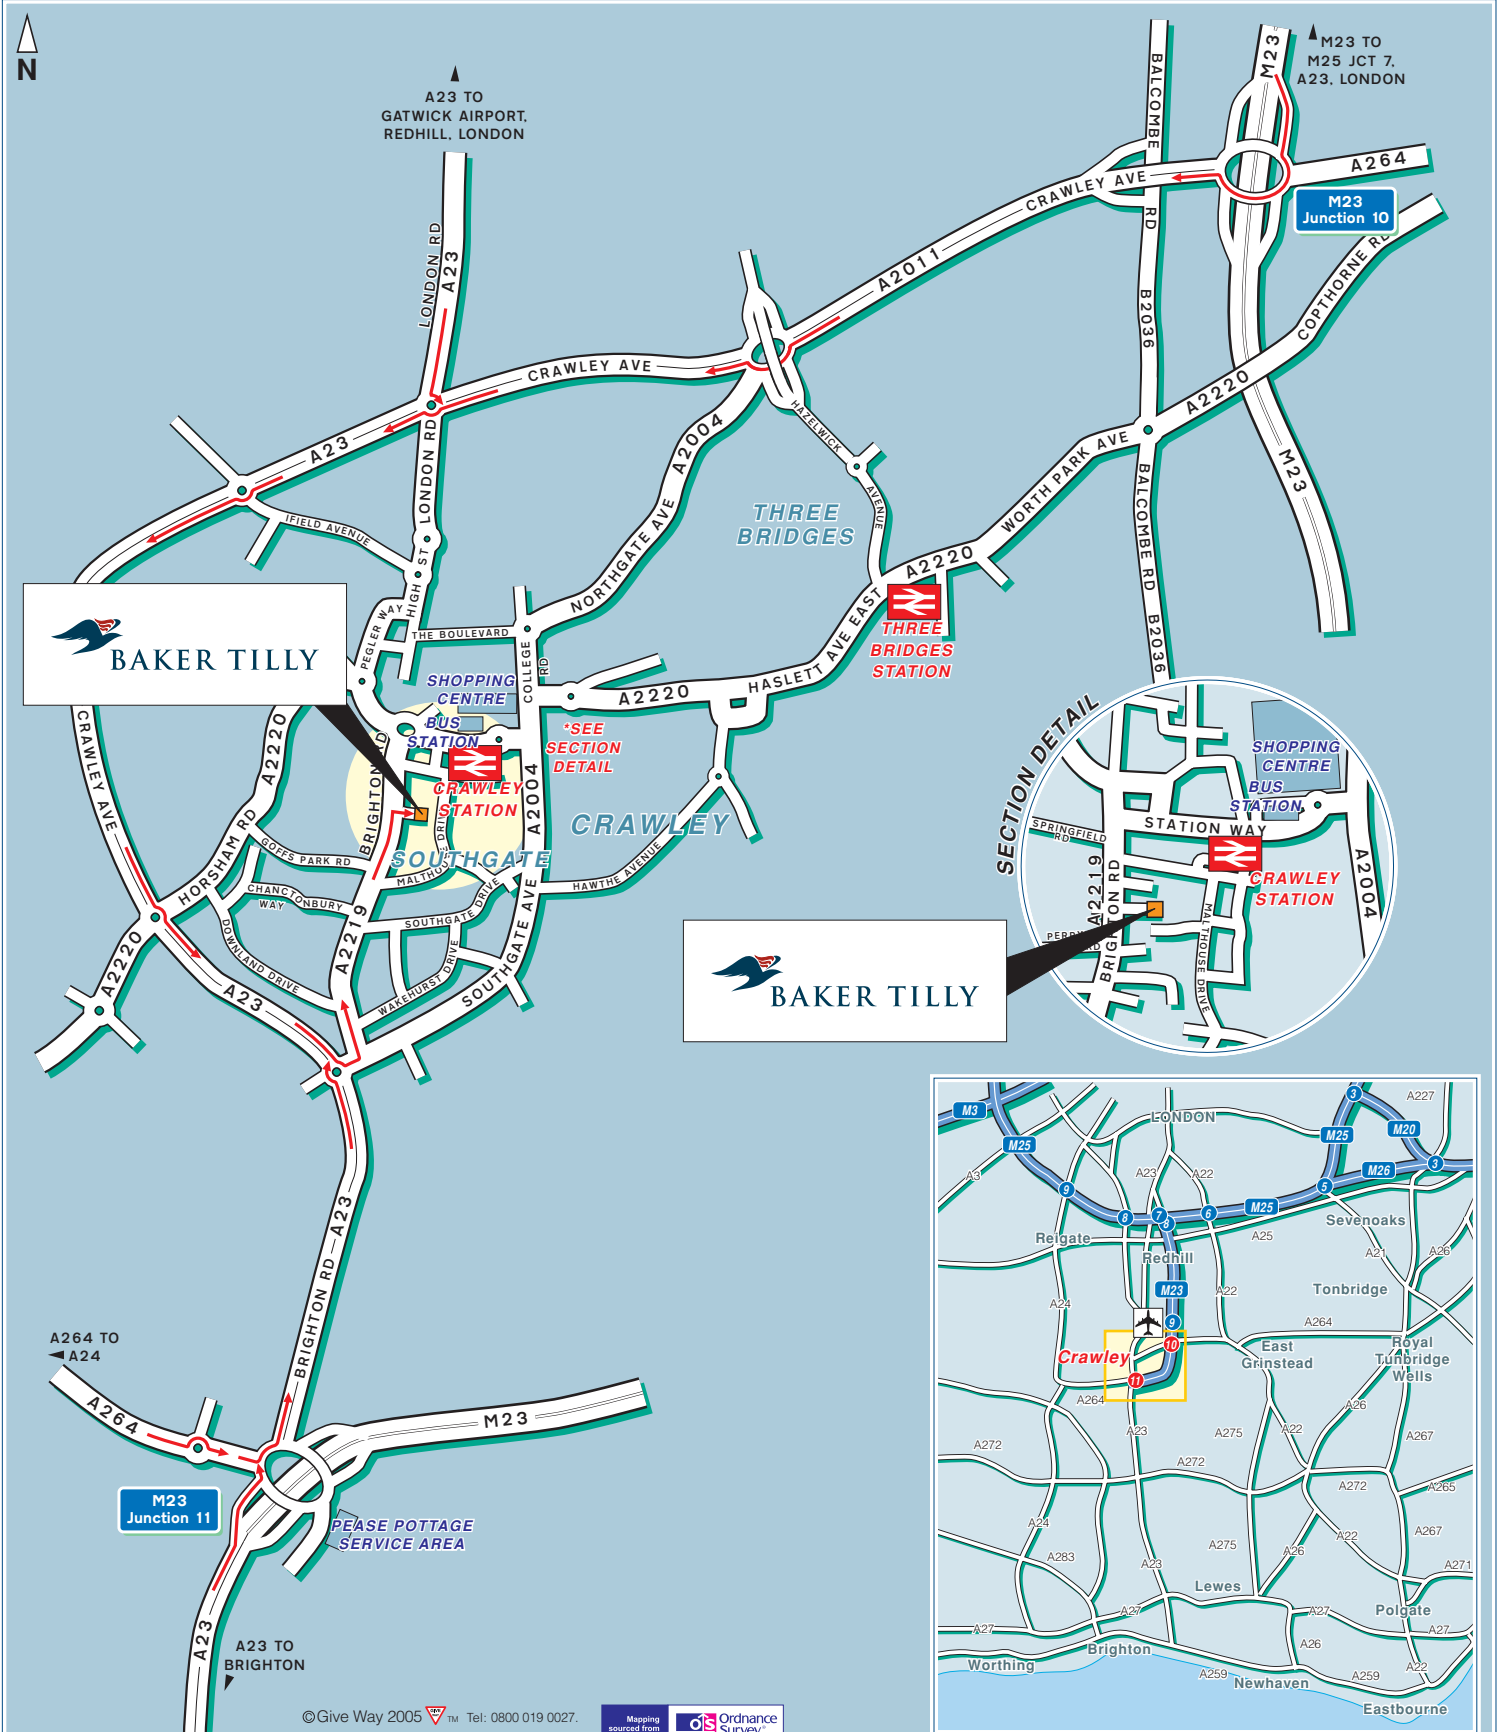 N
A23 TO
GATWICK AIRPORT,
REDHILL, LONDON
M23 TO
M25 JCT 7,
A23, LONDON
M23
BALCOMBE
RD
A264
M23
Junction 10
CRAWLEY AVE
A2011
LONDON RD
A23
B2036
COPTHORNE RD
A2220
CRAWLEY AVE
A23
LONDON RD
A2004
HAZELWICK
AVENUE
WORTH PARK AVE
M23
BALCOMBE RD
B2036
THREE
BRIDGES
IFIELD AVENUE
HIGH ST
NORTHGATE AVE
A2220
THREE
BRIDGES
STATION
BAKER TILLY
PEGLER WAY
THE BOULEVARD
COLLEGE
RD
HASLETT AVE EAST
A2220
SHOPPING
CENTRE
BUS
STATION
*SEE
SECTION
DETAIL
CRAWLEY
STATION
CRAWLEY AVE
A2220
BRIGHTON RD
A2004
CRAWLEY
SOUTHGATE
HORSHAM RD
GOFFS PARK RD
MALTHOUSE
DRIVE
HAWTHE AVENUE
CHANCTONBURY
WAY
SOUTHGATE DRIVE
A2219
DOWNLAND DRIVE
WAKEHURST DRIVE
SOUTHGATE AVE
A2220
A23
SECTION DETAIL
SHOPPING
CENTRE
BUS
STATION
STATION WAY
SPRINGFIELD
RD
CRAWLEY
STATION
A2219
BRIGHTON RD
A2004
MALTHOUSE DRIVE
BAKER TILLY
A23
BRIGHTON RD
A264 TO
A24
A264
M23
M23
Junction 11
PEASE POTTAGE
SERVICE AREA
A23
A23 TO
BRIGHTON
©Give Way 2005
GIVE
TM
Tel: 0800 019 0027.
Mapping
sourced from
Ordnance
Survey
M3
LONDON
3
A227
M25
M25
M20
A3
A23
A22
M26
3
9
5
8
7
8
6
M25
Sevenoaks
Reigate
A25
Redhill
A21
A26
M23
A22
Tonbridge
A24
9
A264
10
Crawley
East
Grinstead
Royal
Tunbridge
Wells
11
A264
A26
A23
A275
A22
A267
A272
A272
A272
A265
A24
A22
A267
A283
A23
A275
A26
A271
Lewes
A27
A27
Polgate
A27
A27
Brighton
A26
Worthing
A259
Newhaven
A259
A22
Eastbourne